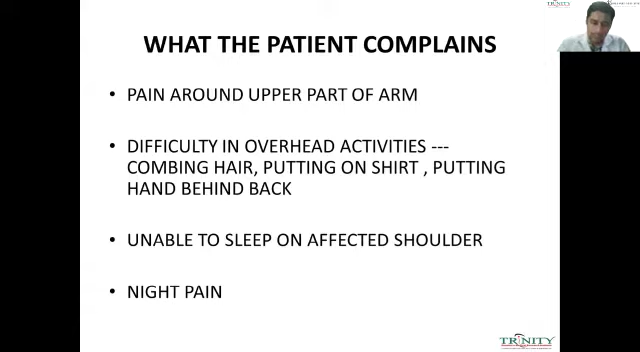 TRINITY
WHAT THE PATIENT COMPLAINS
• PAIN AROUND UPPER PART OF ARM
• DIFFICULTY IN OVERHEAD ACTIVITIES ---
COMBING HAIR, PUTTING ON SHIRT , PUTTING
HAND BEHIND BACK
• UNABLE TO SLEEP ON AFFECTED SHOULDER
• NIGHT PAIN
TRINITY